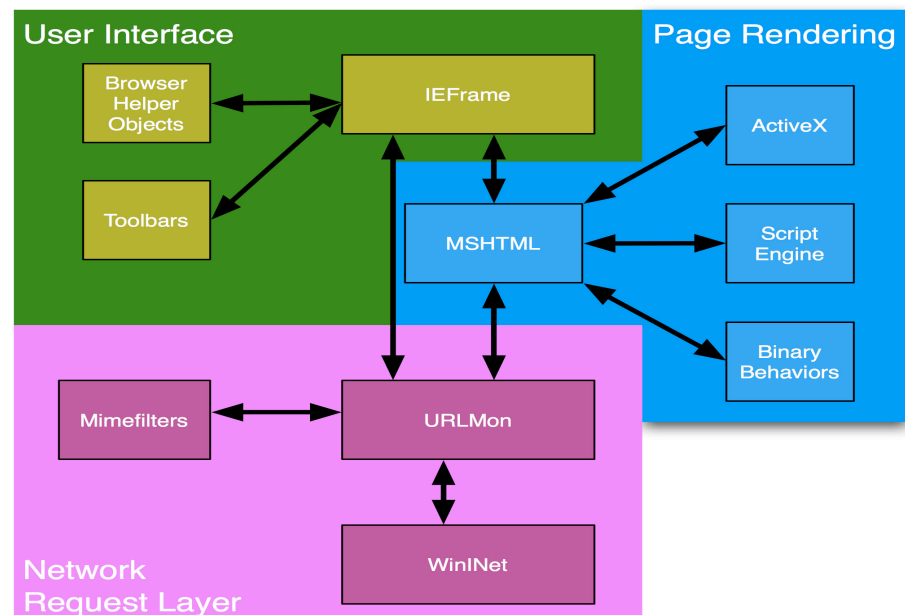 User Interface
Page Rendering
Browser
Helper
Objects
IEFrame
ActiveX
Toolbars
MSHTML
Script
Engine
Binary
Behaviors
Mimefilters
URLMon
WinINet
Network
Request Layer